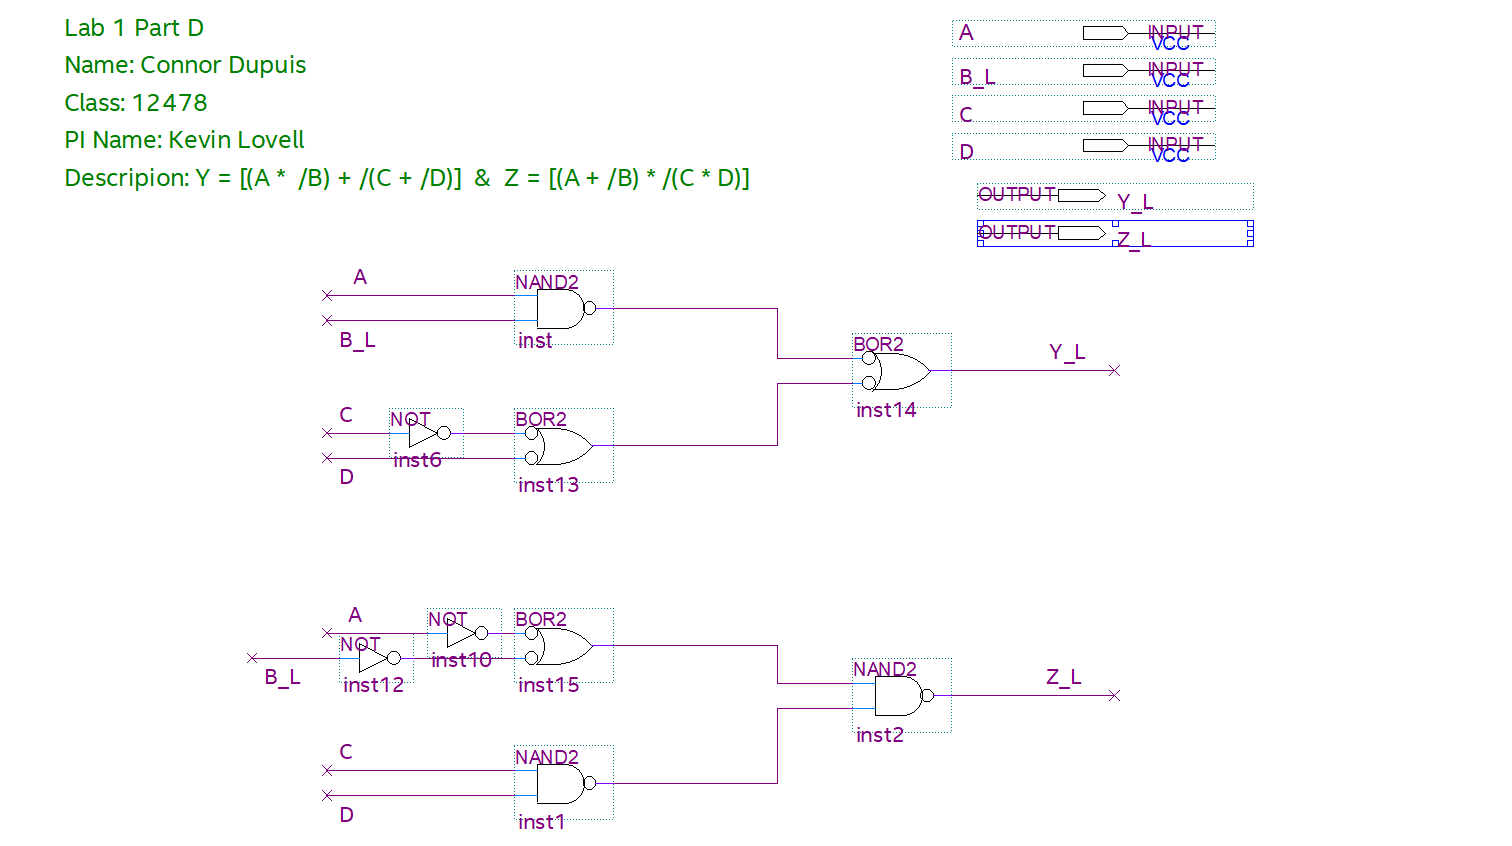 Lab 1 Part D
Name: Connor Dupuis
Class: 12478
PI Name: Kevin Lovell
Descripion: Y = [(A * /B) + /(C + /D)] & Z = [(A + /B) * /(C * D)]
A
INPUT
VCC
B_L
INPUT
VCC
C
INPUT
VCC
D
INPUT
VCC
OUTPUT
Y_L
OUTPUT
Z_L
A
B_L
NAND2
inst
C
D
NOT
inst6
BOR2
inst13
BOR2
inst14
Y_L
A
B_L
NOT
inst12
NOT
inst10
BOR2
inst15
C
D
NAND2
inst1
NAND2
inst2
Z_L